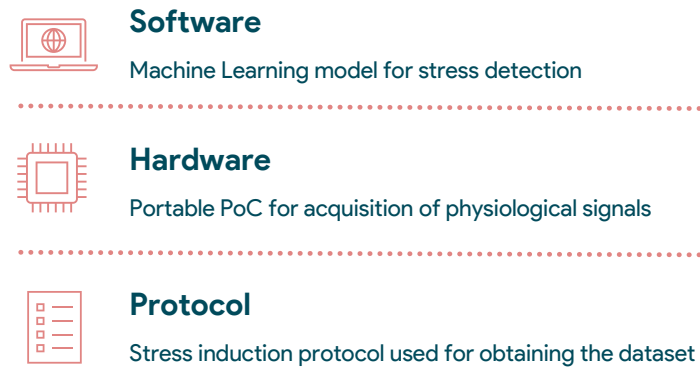 Software
Machine Learning model for stress detection
Hardware
Portable PoC for acquisition of physiological signals
Protocol
Stress induction protocol used for obtaining the dataset